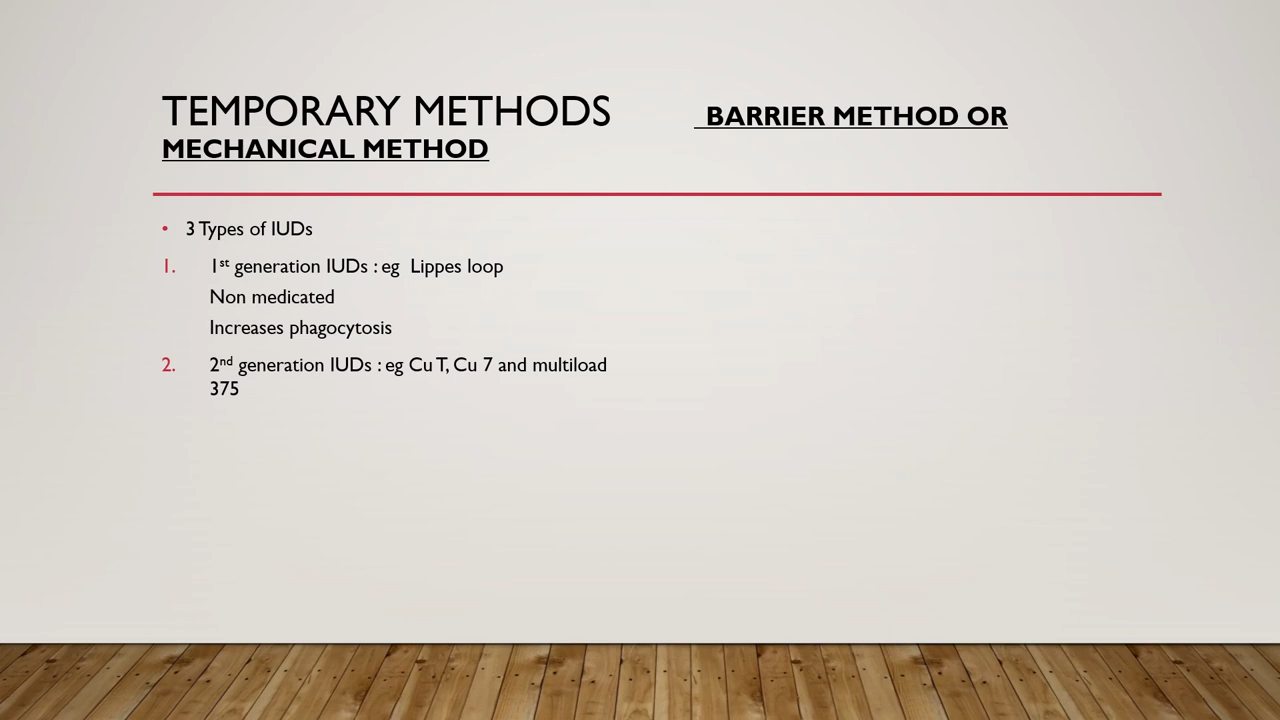 TEMPORARY METHODS BARRIER METHOD OR
MECHANICAL METHOD
• 3 Types of IUDs
1. 1st generation IUDs : eg Lippes loop
Non medicated
Increases phagocytosis
2. 2nd generation IUDs : eg Cu T, Cu 7 and multiload
375